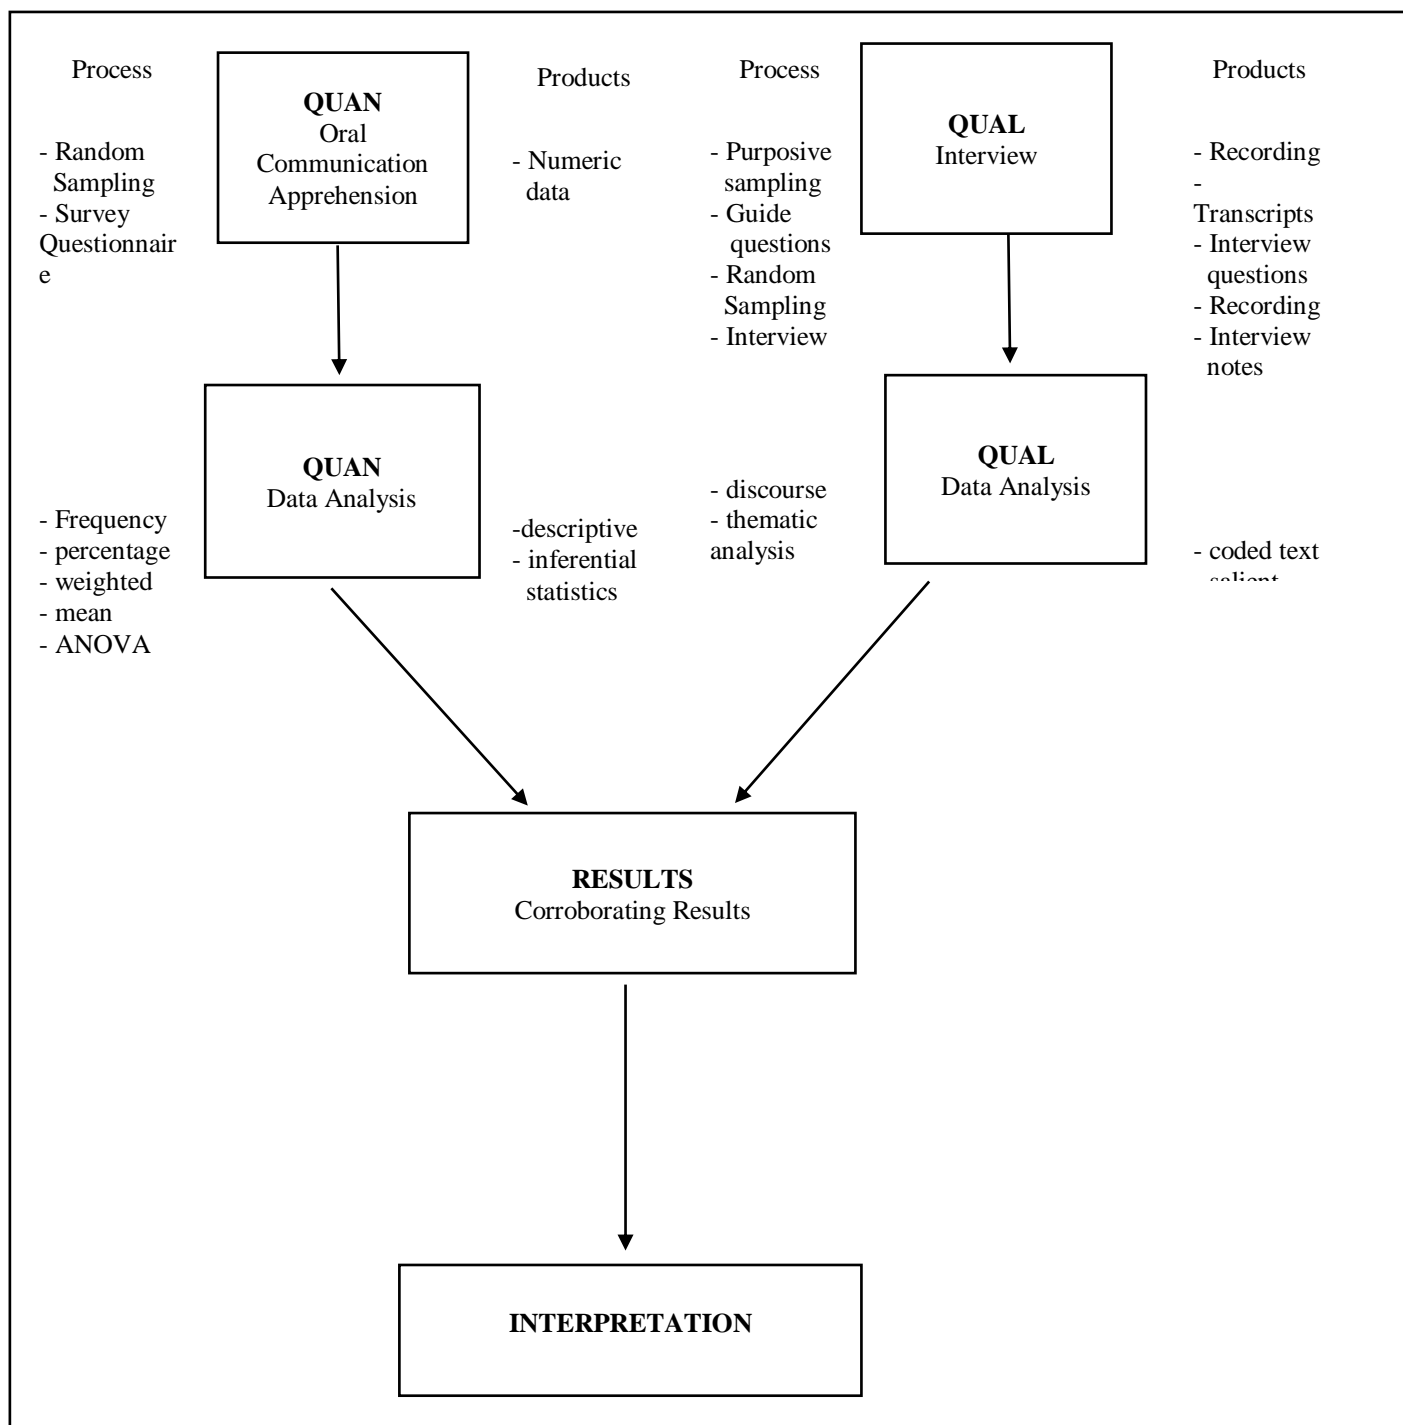 Process
- Random
Sampling
- Survey
Questionnair
e
QUAN
Oral
Communication
Apprehension
Products
- Numeric
data
Process
- Purposive
sampling
- Guide
questions
- Random
Sampling
- Interview
QUAL
Interview
Products
- Recording
-
Transcripts
- Interview
questions
- Recording
- Interview
notes
- Frequency
- percentage
- weighted
- mean
- ANOVA
QUAN
Data Analysis
-descriptive
- inferential
statistics
- discourse
- thematic
analysis
QUAL
Data Analysis
- coded text
salient
RESULTS
Corroborating Results
INTERPRETATION